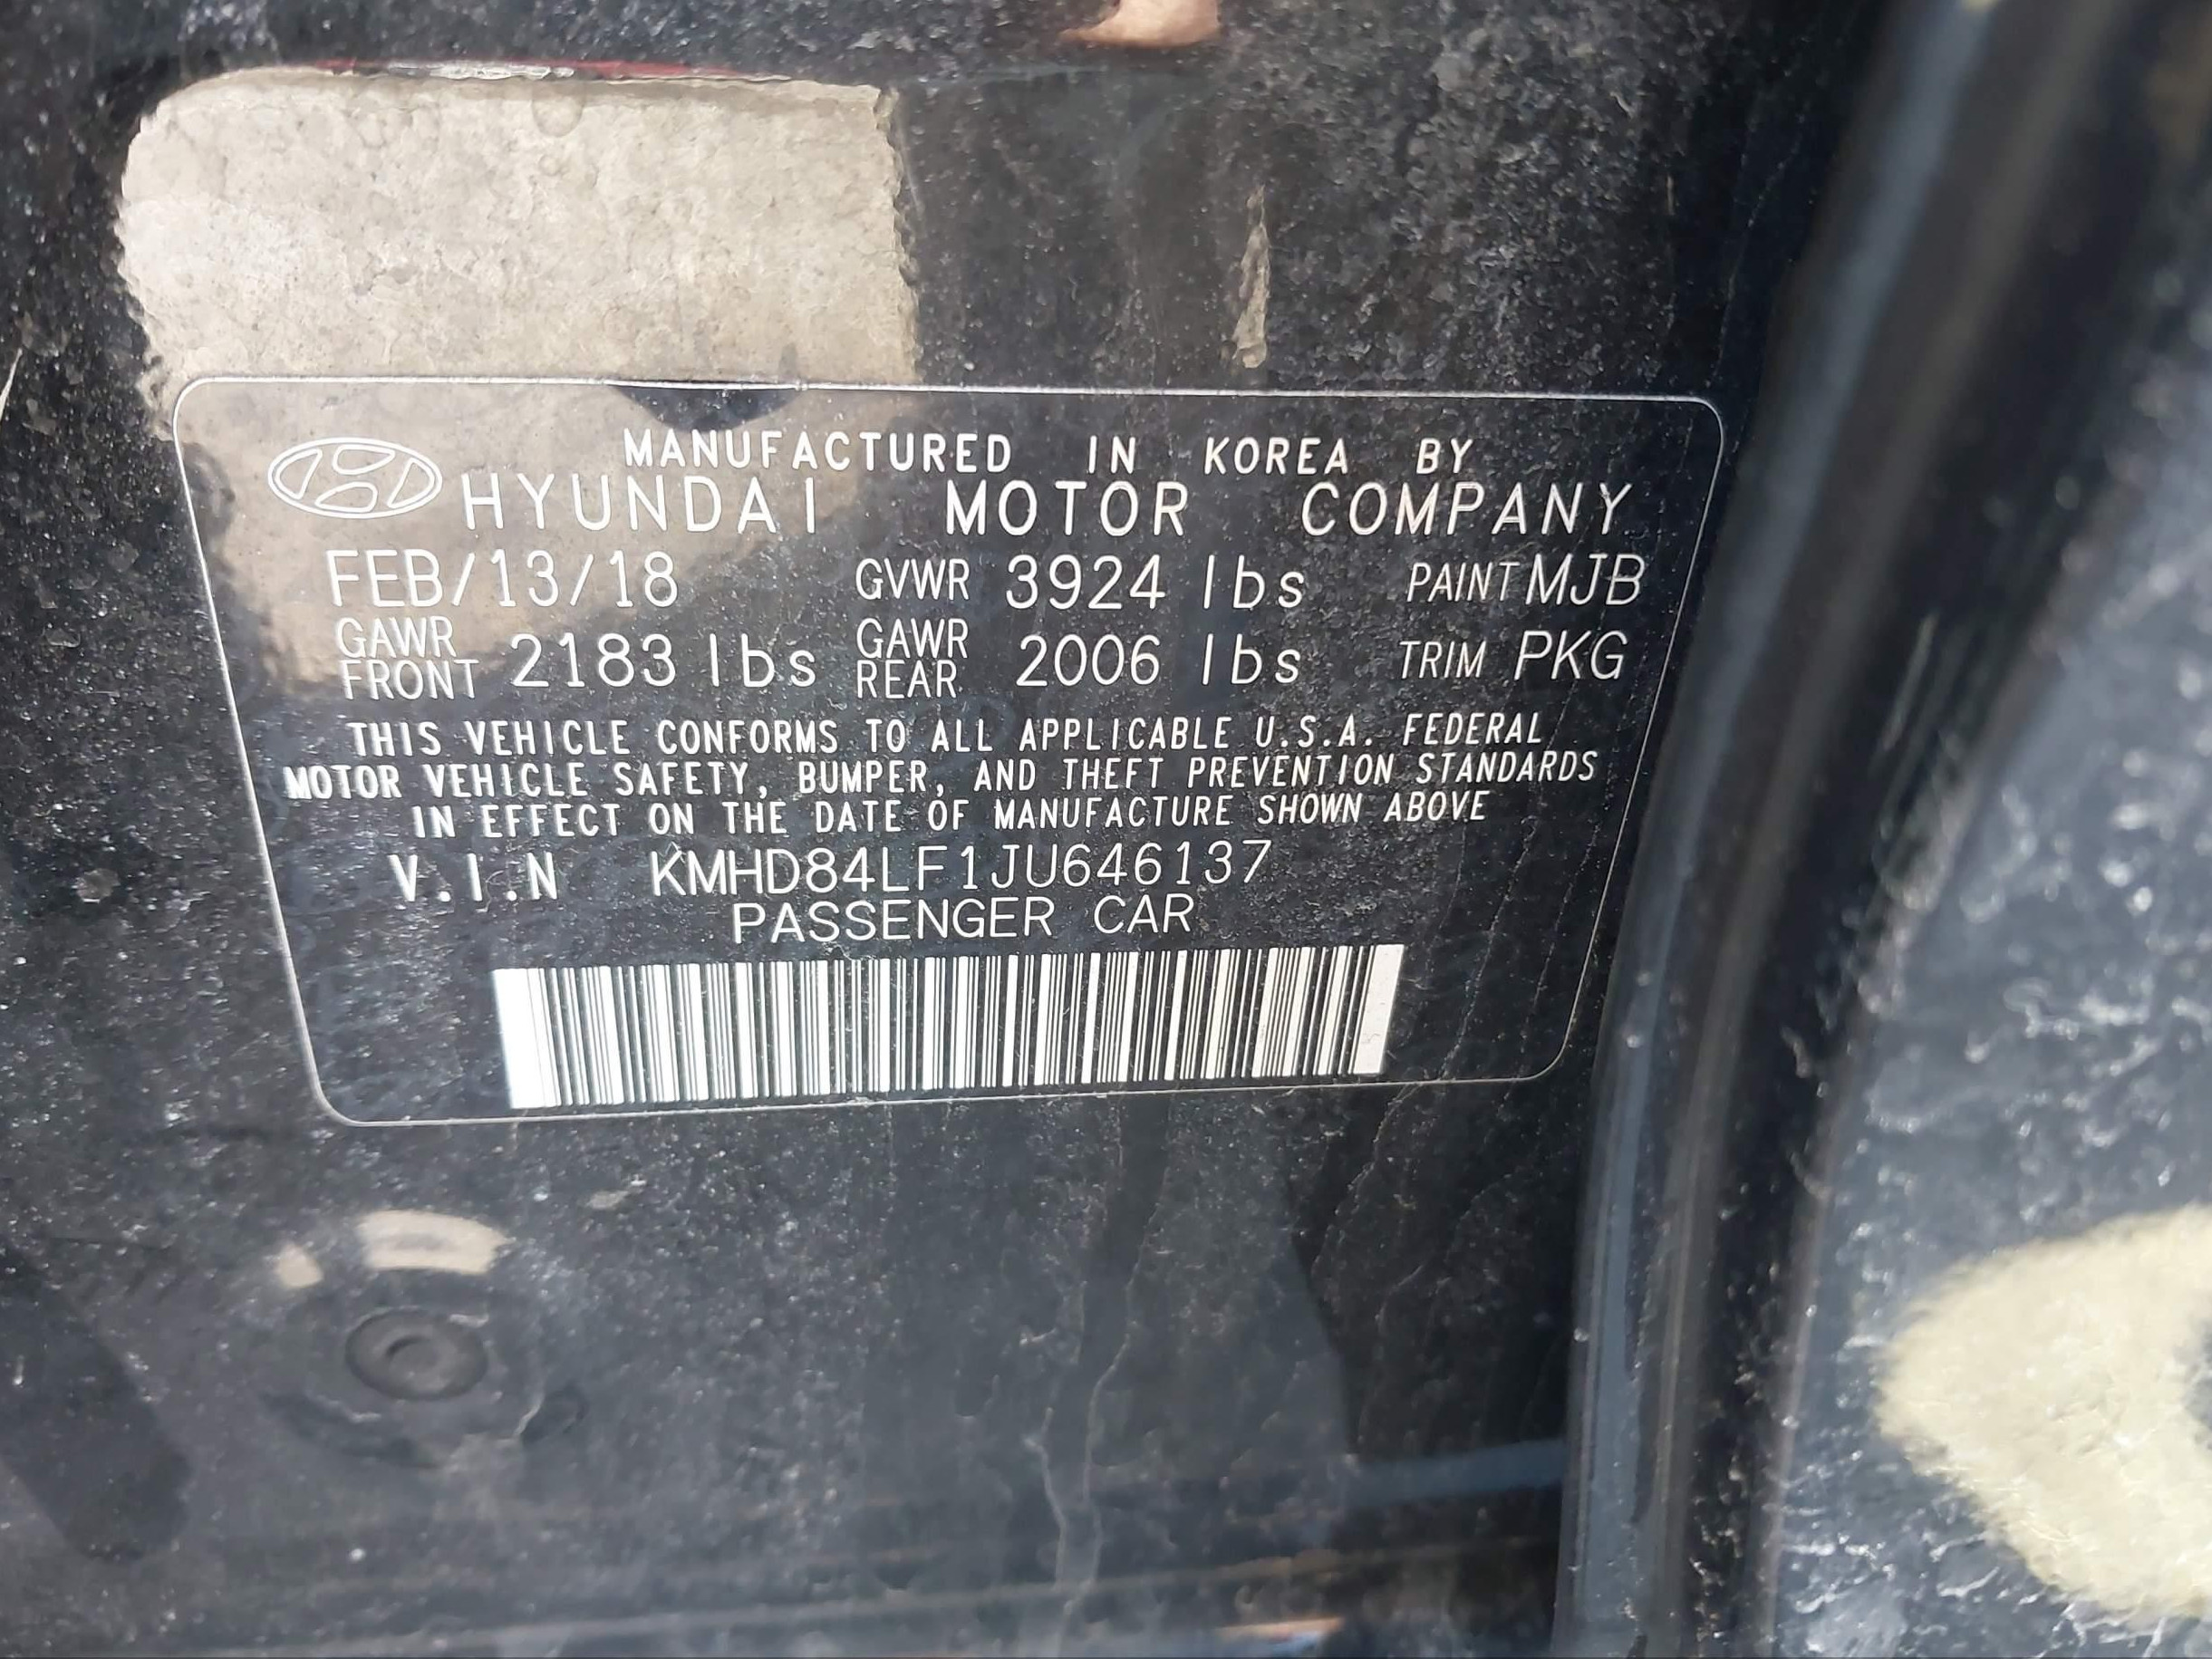 MANUFACTURED IN KOREA BY
HYUNDAI MOTOR COMPANY
FEB/13/18 GVWR 3924 lbs PAINT MJB
GAWR FRONT 2183 lbs GAWR REAR 2006 lbs TRIM PKG
THIS VEHICLE CONFORMS TO ALL APPLICABLE U.S.A. FEDERAL
MOTOR VEHICLE SAFETY, BUMPER, AND THEFT PREVENTION STANDARDS
IN EFFECT ON THE DATE OF MANUFACTURE SHOWN ABOVE
V.I.N KMHD84LF1JU646137
PASSENGER CAR